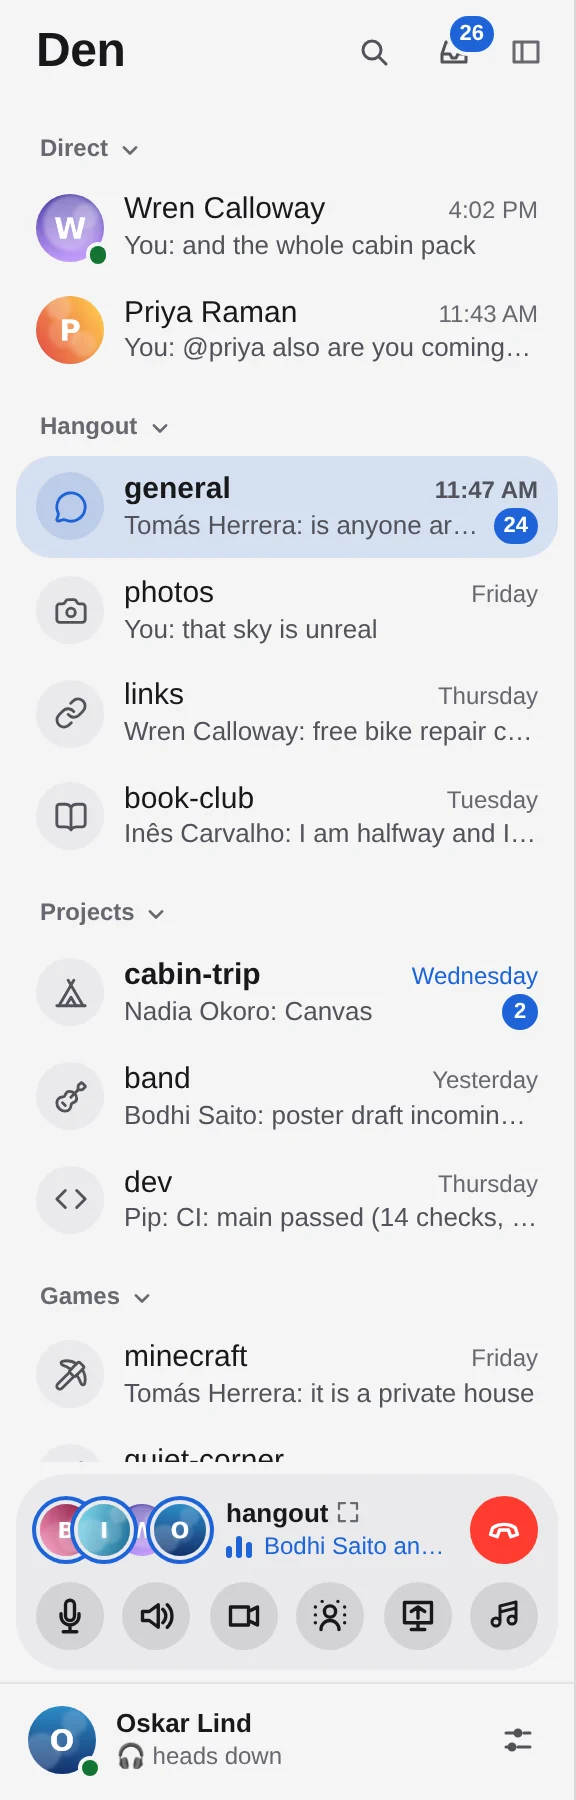 Den
26
Direct
W
Wren Calloway 4:02 PM
You: and the whole cabin pack
P
Priya Raman 11:43 AM
You: @priya also are you coming…
Hangout
general 11:47 AM
Tomás Herrera: is anyone ar… 24
photos Friday
You: that sky is unreal
links Thursday
Wren Calloway: free bike repair c…
book-club Tuesday
Inês Carvalho: I am halfway and I…
Projects
cabin-trip Wednesday
Nadia Okoro: Canvas 2
band Yesterday
Bodhi Saito: poster draft incomin…
dev Thursday
Pip: CI: main passed (14 checks, …
Games
minecraft Friday
Tomás Herrera: it is a private house
quiet-corner
B I W O hangout
Bodhi Saito an…
O
Oskar Lind
🎧 heads down